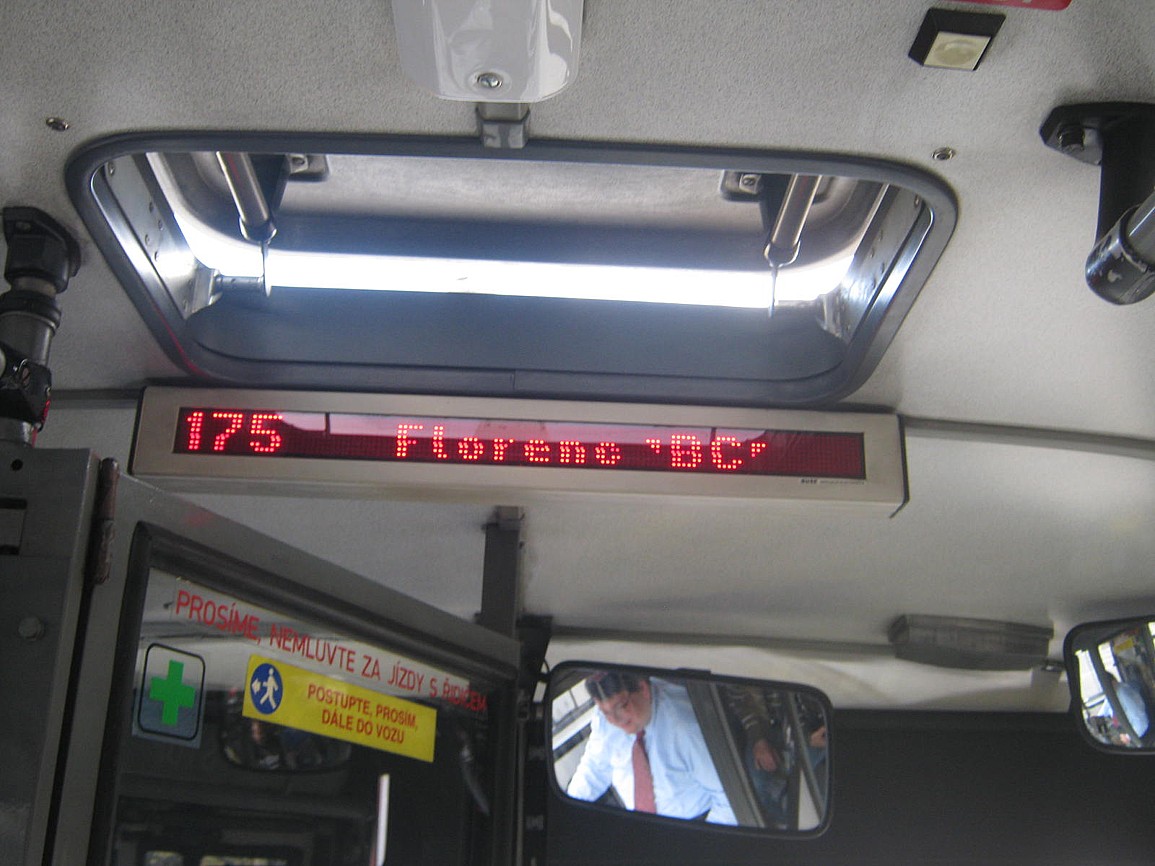 175 Florenc "BC"
PROSÍME, NEMLUVTE ZA JÍZDY S ŘIDIČEM
POSTUPTE, PROSÍM,
DÁLE DO VOZU